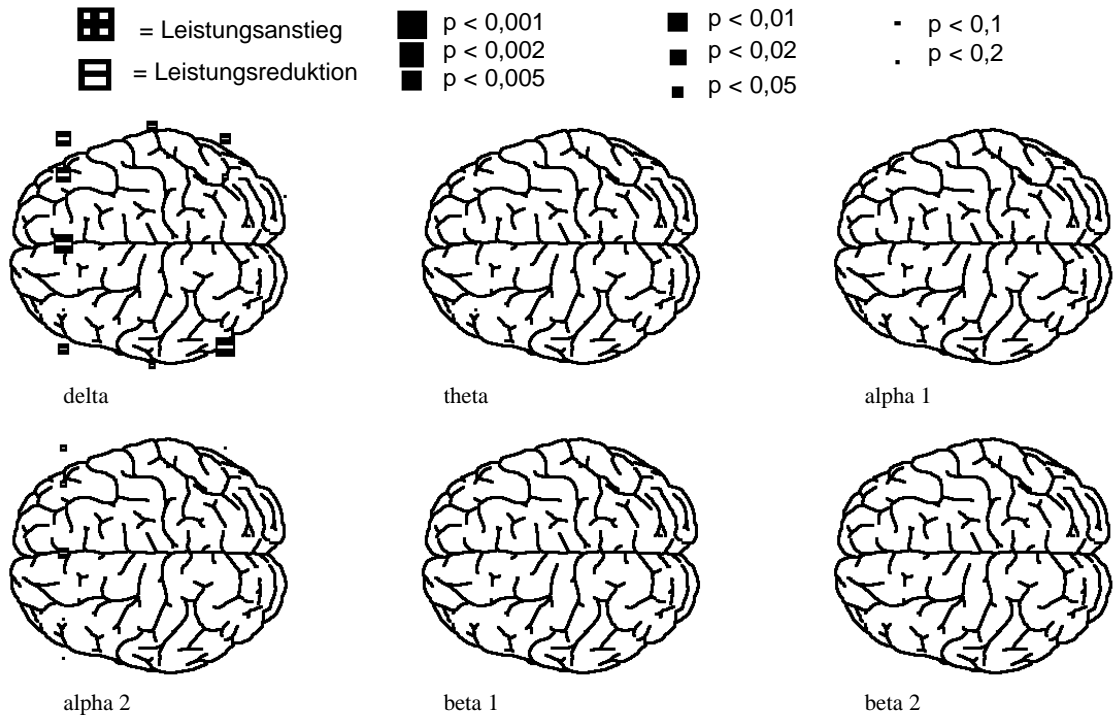 = Leistungsanstieg
= Leistungsreduktion
p < 0,001
p < 0,002
p < 0,005
p < 0,01
p < 0,02
p < 0,05
p < 0,1
p < 0,2
delta
theta
alpha 1
alpha 2
beta 1
beta 2